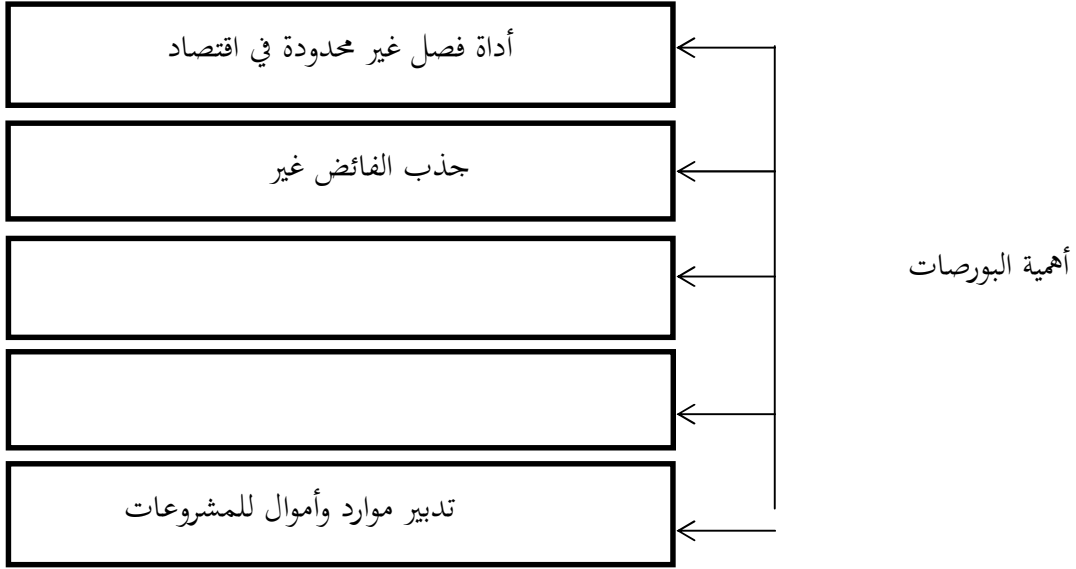 أداة فصل غير محدودة في اقتصاد
جذب الفائض غير
أهمية البورصات
تدبير موارد وأموال للمشروعات